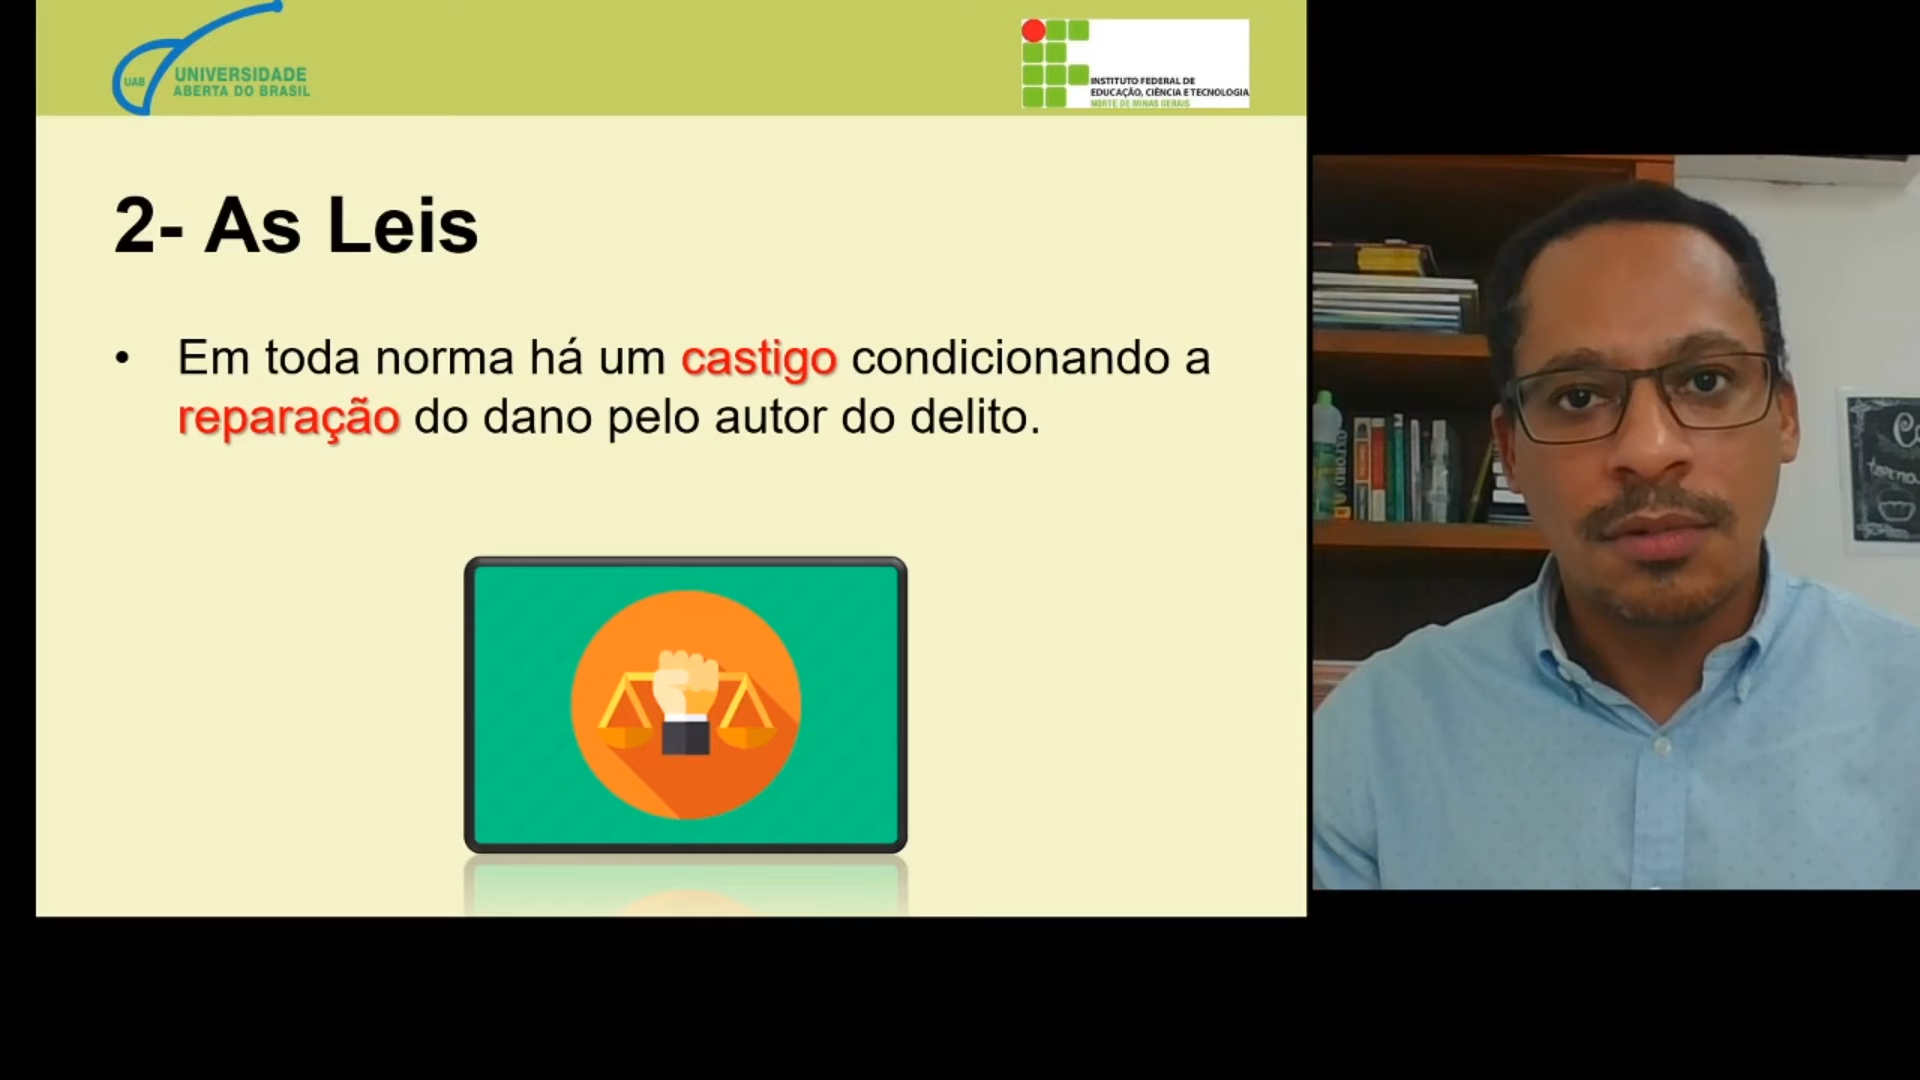 UAB
UNIVERSIDADE
ABERTA DO BRASIL
INSTITUTO FEDERAL DE
EDUCAÇÃO, CIÊNCIA E TECNOLOGIA
NORTE DE MINAS GERAIS
2- As Leis
• Em toda norma há um castigo condicionando a
reparação do dano pelo autor do delito.
OXFORD